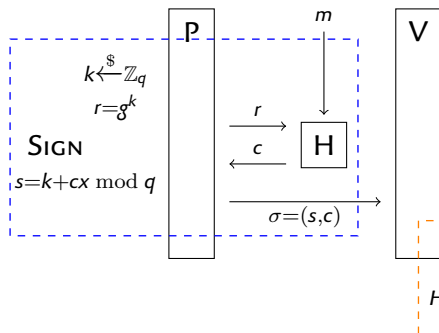 P
V
m
k ←$ ℤq
r=g^k
r
H
c
SIGN
s=k+cx mod q
σ=(s,c)
H